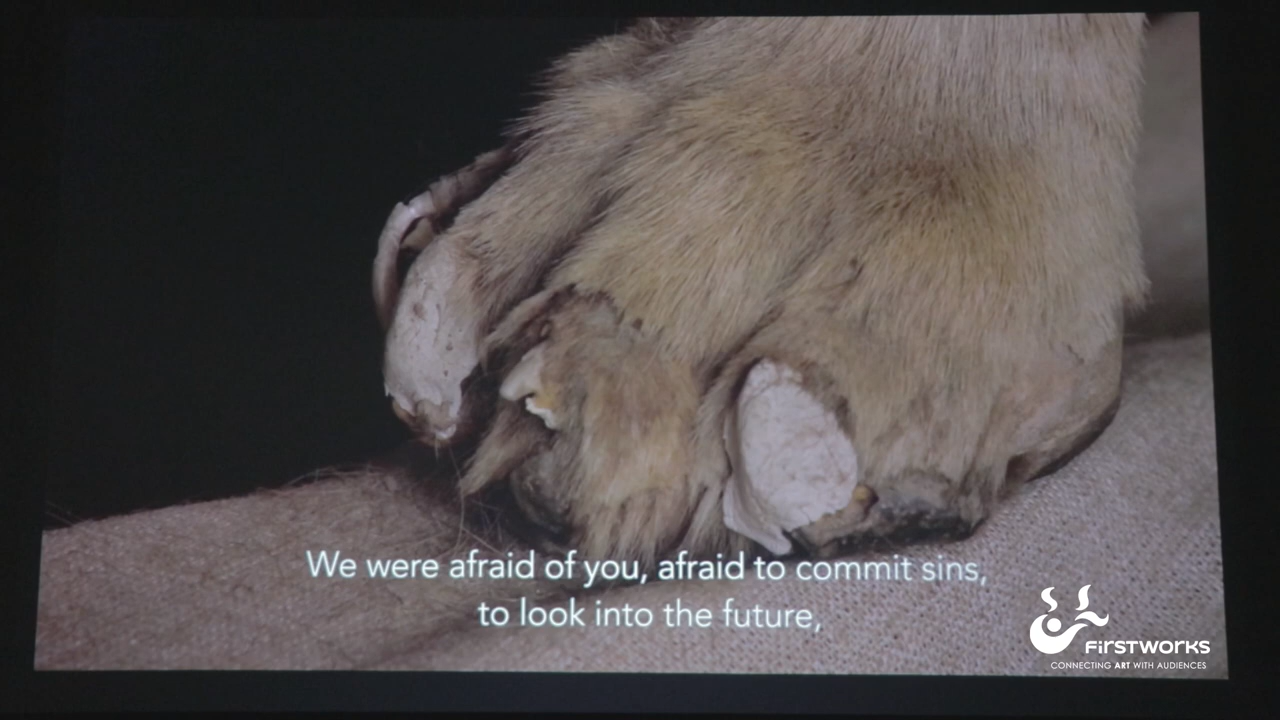 We were afraid of you, afraid to commit sins,
to look into the future,
FIRSTWORKS
CONNECTING ART WITH AUDIENCES